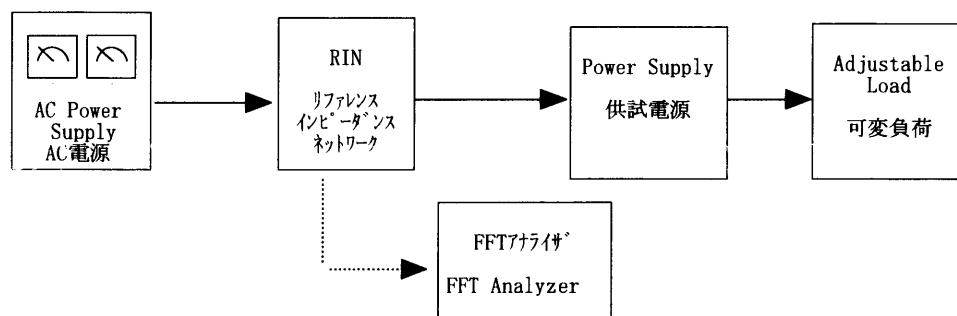 AC Power
Supply
AC電源
RIN
リファレンス
インピーダンス
ネットワーク
Power Supply
供試電源
Adjustable
Load
可変負荷
FFTアナライザ
FFT Analyzer